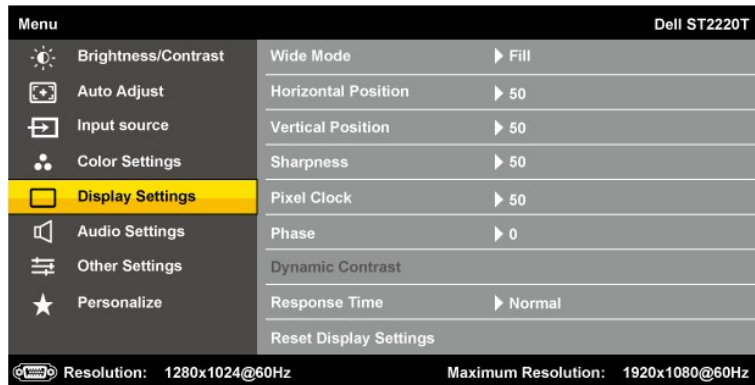 Menu Dell ST2220T
Brightness/Contrast Wide Mode Fill
Auto Adjust Horizontal Position 50
Input source Vertical Position 50
Color Settings Sharpness 50
Display Settings Pixel Clock 50
Audio Settings Phase 0
Other Settings Dynamic Contrast
Personalize Response Time Normal
Reset Display Settings
Resolution: 1280x1024@60Hz Maximum Resolution: 1920x1080@60Hz